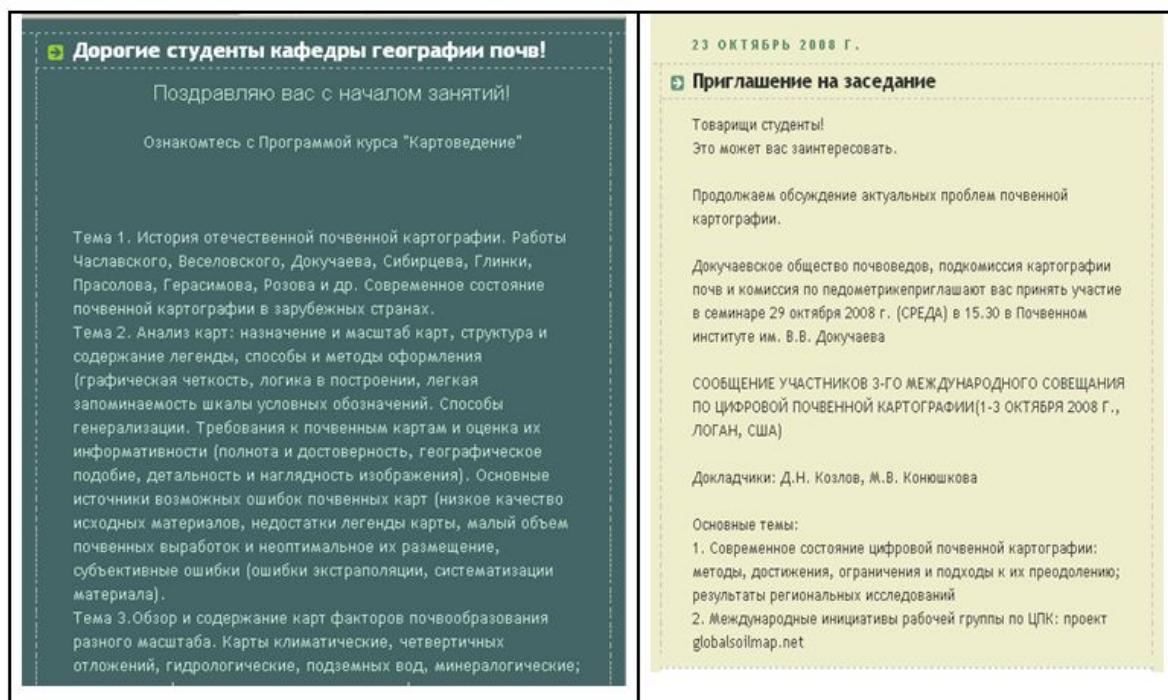 Дорогие студенты кафедры географии почв!
Поздравляю вас с началом занятий!
Ознакомтесь с Программой курса "Картоведение"
Тема 1. История отечественной почвенной картографии. Работы
Чаславского, Веселовского, Докучаева, Сибирцева, Глинки,
Прасолова, Герасимова, Розова и др. Современное состояние
почвенной картографии в зарубежных странах.
Тема 2. Анализ карт: назначение и масштаб карт, структура и
содержание легенды, способы и методы оформления
(графическая четкость, логика в построении, легкая
запоминаемость шкалы условных обозначений. Способы
генерализации. Требования к почвенным картам и оценка их
информативности (полнота и достоверность, географическое
подобие, детальность и наглядность изображения). Основные
источники возможных ошибок почвенных карт (низкое качество
исходных материалов, недостатки легенды карты, малый объем
почвенных выработок и неоптимальное их размещение,
субъективные ошибки (ошибки экстраполяции, систематизации
материала).
Тема 3.Обзор и содержание карт факторов почвообразования
разного масштаба. Карты климатические, четвертичных
отложений, гидрологические, подземных вод, минералогические;
23 ОКТЯБРЬ 2008 Г.
Приглашение на заседание
Товарищи студенты!
Это может вас заинтересовать.
Продолжаем обсуждение актуальных проблем почвенной
картографии.
Докучаевское общество почвоведов, подкомиссия картографии
почв и комиссия по педометрикеприглашают вас принять участие
в семинаре 29 октября 2008 г. (СРЕДА) в 15.30 в Почвенном
институте им. В.В. Докучаева
СООБЩЕНИЕ УЧАСТНИКОВ 3-ГО МЕЖДУНАРОДНОГО СОВЕЩАНИЯ
ПО ЦИФРОВОЙ ПОЧВЕННОЙ КАРТОГРАФИИ(1-3 ОКТЯБРЯ 2008 Г.,
ЛОГАН, США)
Докладчики: Д.Н. Козлов, М.В. Конюшкова
Основные темы:
1. Современное состояние цифровой почвенной картографии:
методы, достижения, ограничения и подходы к их преодолению;
результаты региональных исследований
2. Международные инициативы рабочей группы по ЦПК: проект
globalsoilmap.net